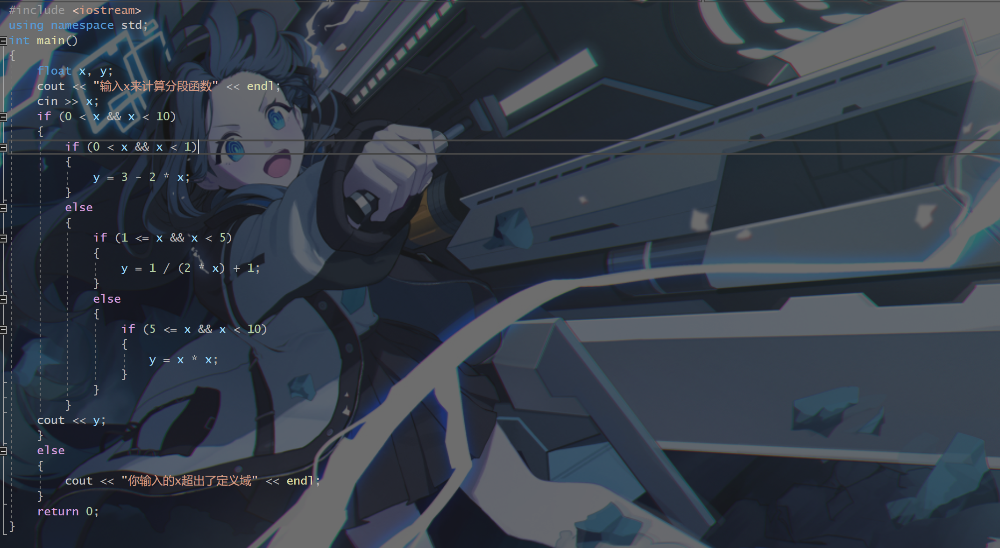 #include <iostream>
using namespace std;
int main()
{
    float x, y;
    cout << "输入x来计算分段函数" << endl;
    cin >> x;
    if (0 < x && x < 10)
    {
        if (0 < x && x < 1)
        {
            y = 3 - 2 * x;
        }
        else
        {
            if (1 <= x && x < 5)
            {
                y = 1 / (2 * x) + 1;
            }
            else
            {
                if (5 <= x && x < 10)
                {
                    y = x * x;
                }
            }
        }
    cout << y;
    }
    else
    {
        cout << "你输入的x超出了定义域" << endl;
    }
    return 0;
}